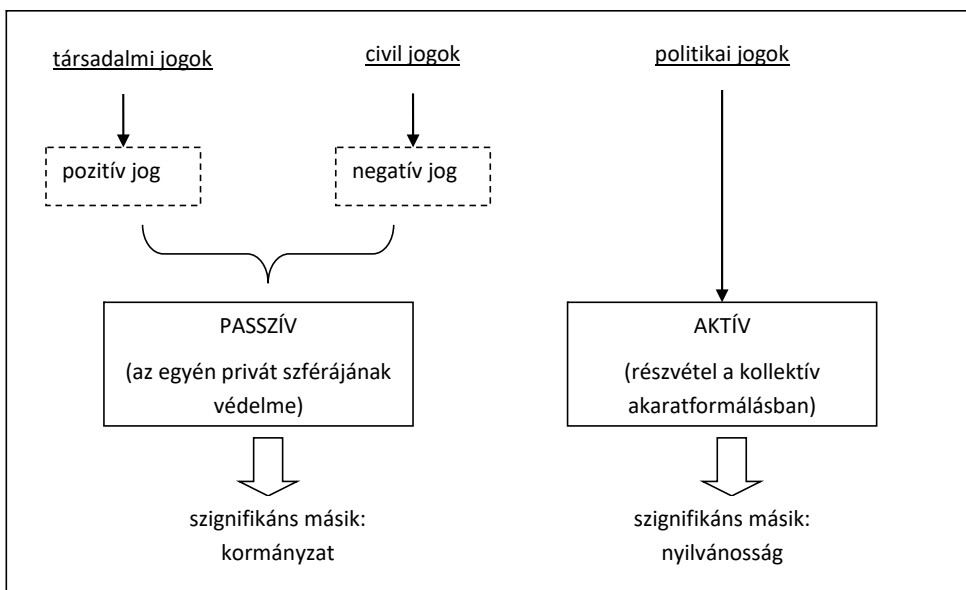 társadalmi jogok
civil jogok
politikai jogok
pozitív jog
negatív jog
PASSZÍV
(az egyén privát szférájának
védelme)
AKTÍV
(részvétel a kollektív
akaratformálásban)
szignifikáns másik:
kormányzat
szignifikáns másik:
nyilvánosság